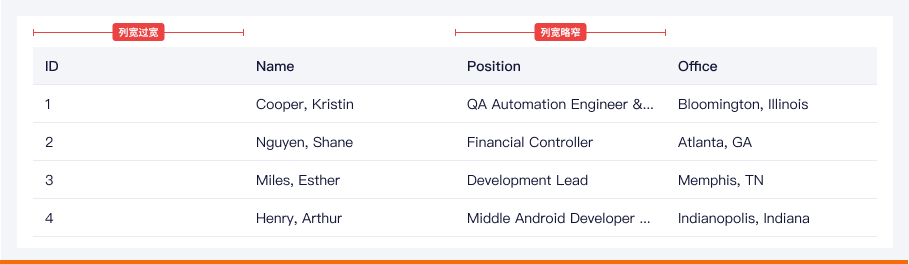 列宽过宽 列宽略窄
ID Name Position Office
1 Cooper, Kristin QA Automation Engineer &... Bloomington, Illinois
2 Nguyen, Shane Financial Controller Atlanta, GA
3 Miles, Esther Development Lead Memphis, TN
4 Henry, Arthur Middle Android Developer ... Indianopolis, Indiana